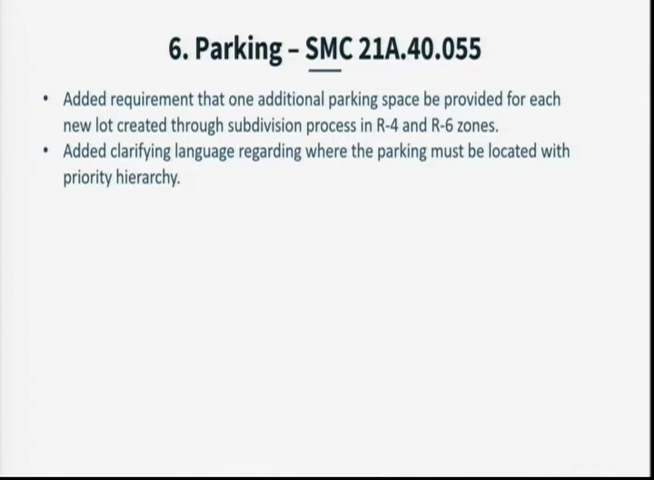 6. Parking – SMC 21A.40.055
• Added requirement that one additional parking space be provided for each
new lot created through subdivision process in R-4 and R-6 zones.
• Added clarifying language regarding where the parking must be located with
priority hierarchy.